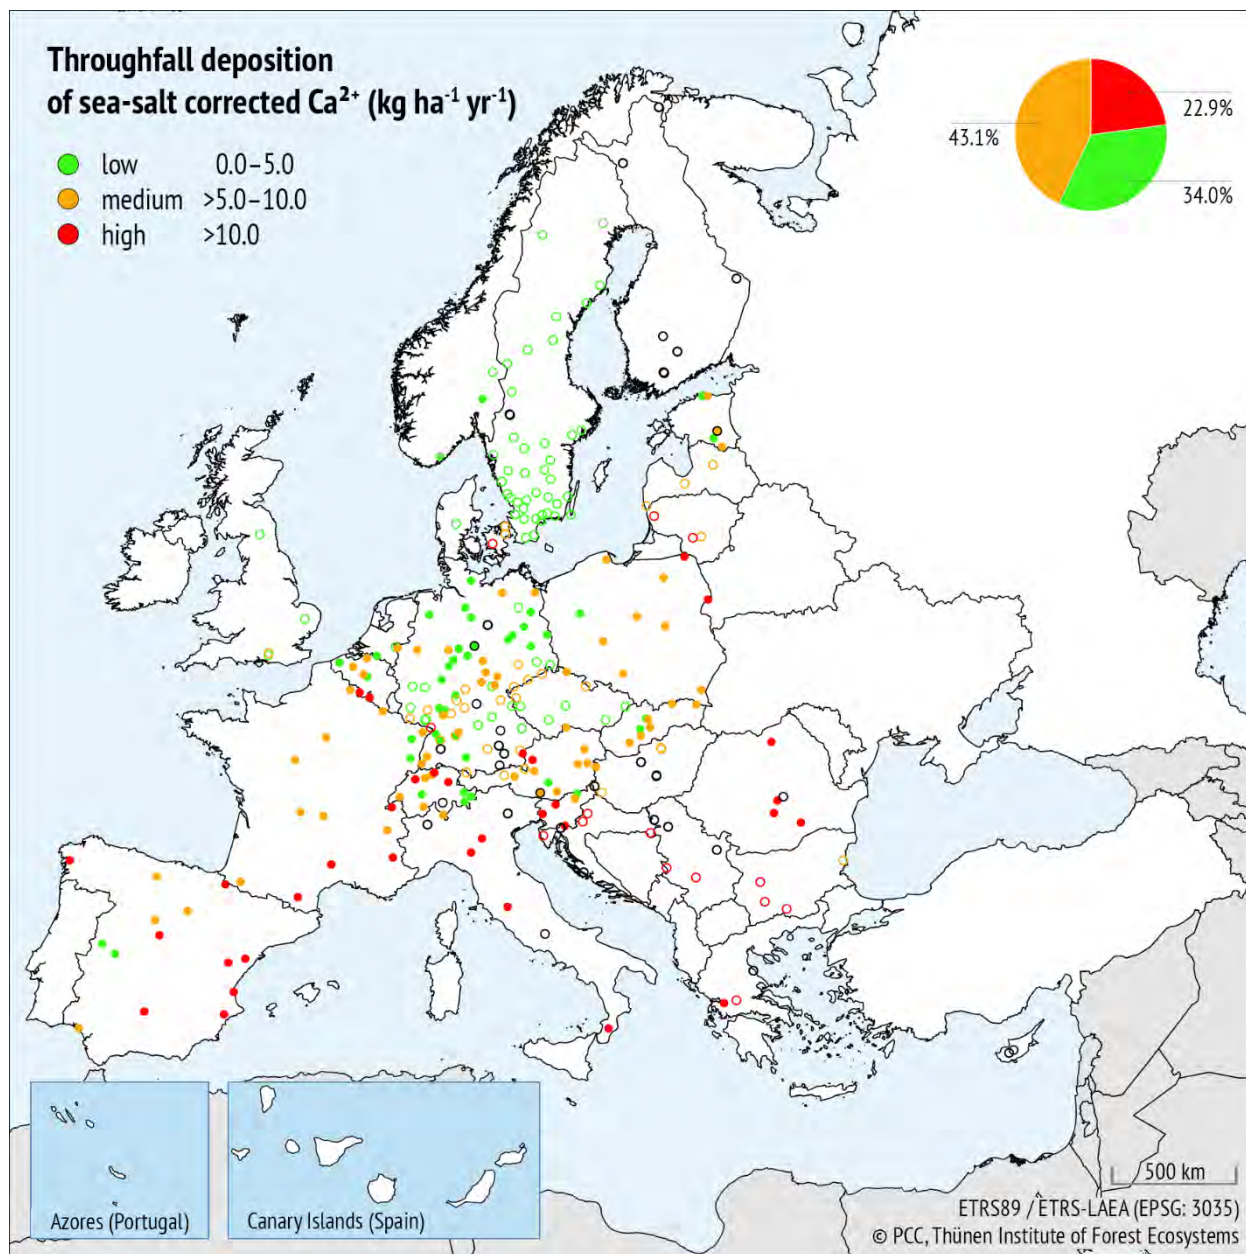 Throughfall deposition
of sea-salt corrected Ca²⁺ (kg ha⁻¹ yr⁻¹)
low 0.0–5.0
medium >5.0–10.0
high >10.0
22.9%
43.1%
34.0%
Azores (Portugal)
Canary Islands (Spain)
500 km
ETRS89 / ETRS-LAEA (EPSG: 3035)
© PCC, Thünen Institute of Forest Ecosystems